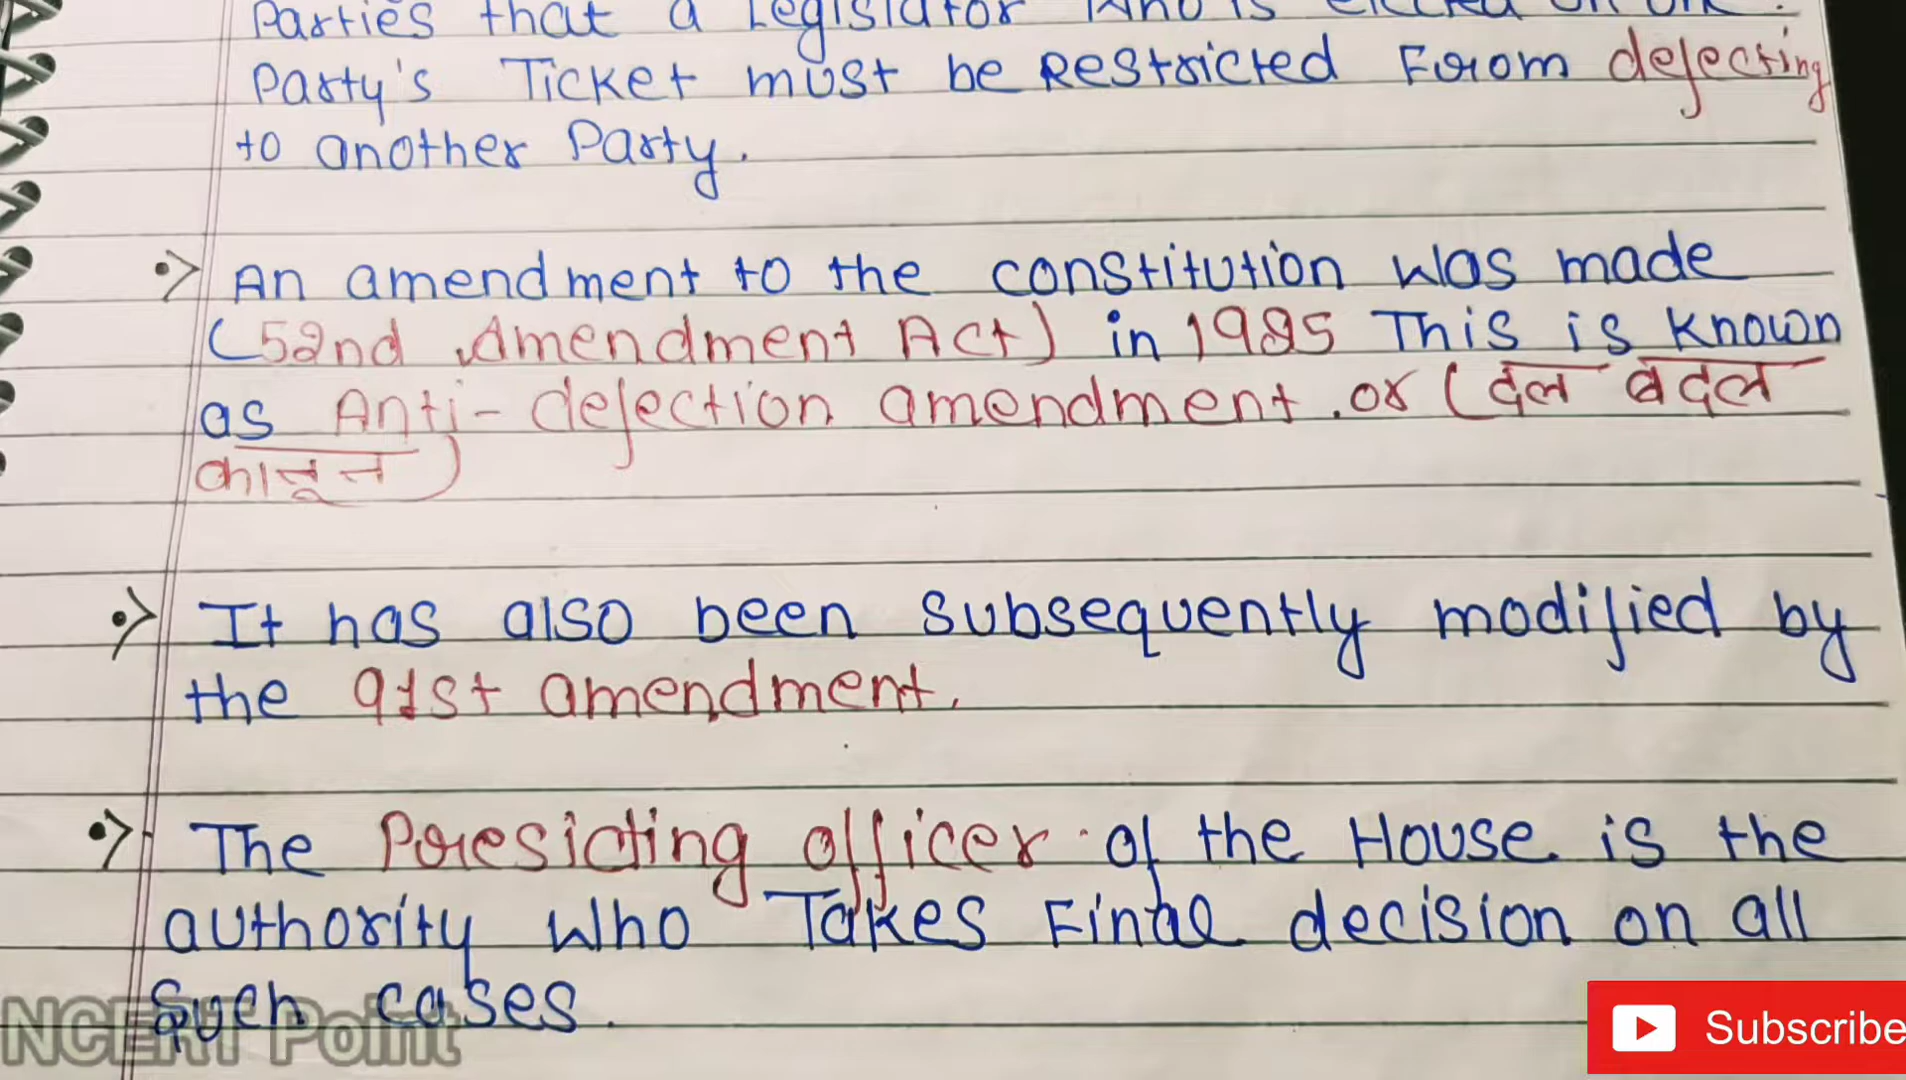 Parties that a Legislator who is elected on one
Party's Ticket must be Restricted From defecting
to another Party.
An amendment to the constitution was made
(52nd Amendment Act) in 1985 This is known
as Anti-defection amendment. or (दल बदल
कानून)
It has also been subsequently modified by
the 91st amendment.
The Presiding officer of the House is the
authority who Takes Final decision on all
such cases.
NCERT Point
Subscribe